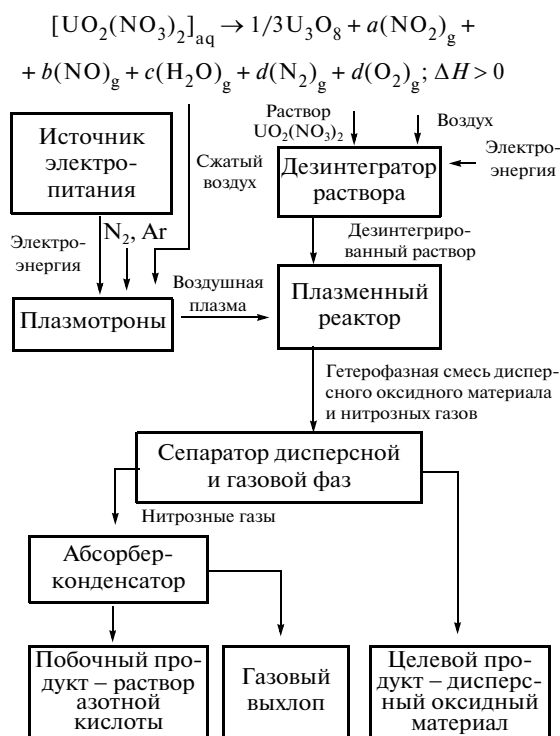 [UO₂(NO₃)₂]aq → 1/3U₃O₈ + a(NO₂)g +
+ b(NO)g + c(H₂O)g + d(N₂)g + d(O₂)g; ΔH > 0
Источник
электро-
питания
Сжатый
воздух
Раствор
UO₂(NO₃)₂
Воздух
Дезинтегратор
раствора
Электро-
энергия
Электро-
энергия
N₂, Ar
Дезинтегри-
рованный раствор
Плазмотроны
Воздушная
плазма
Плазменный
реактор
Гетерофазная смесь диспер-
сного оксидного материала
и нитрозных газов
Сепаратор дисперсной
и газовой фаз
Нитрозные газы
Абсорбер-
конденсатор
Побочный про-
дукт – раствор
азотной
кислоты
Газовый
выхлоп
Целевой про-
дукт – дисперс-
ный оксидный
материал